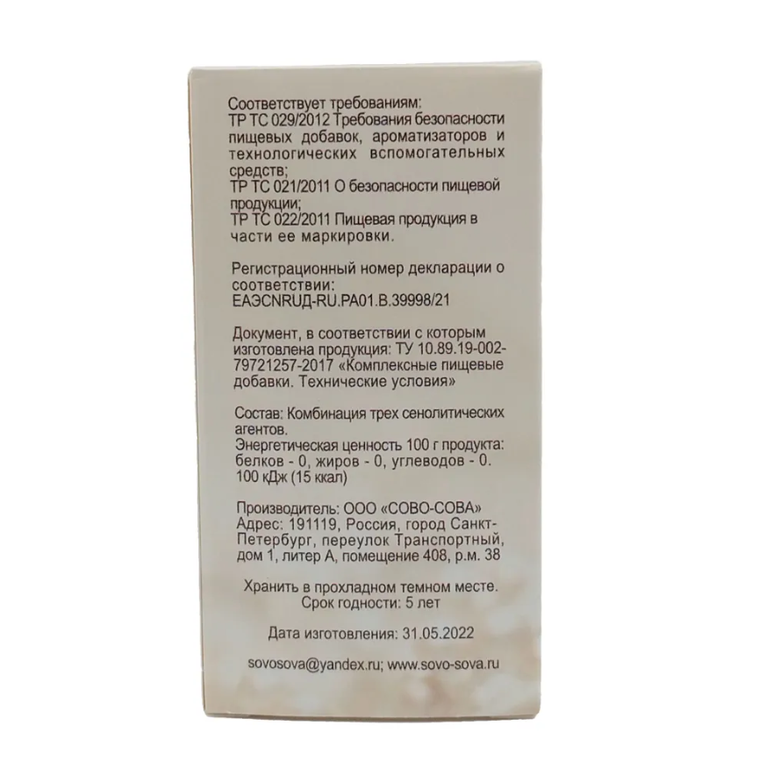 Соответствует требованиям:
ТР ТС 029/2012 Требования безопасности
пищевых добавок, ароматизаторов и
технологических вспомогательных
средств;
ТР ТС 021/2011 О безопасности пищевой
продукции;
ТР ТС 022/2011 Пищевая продукция в
части ее маркировки.
Регистрационный номер декларации о
соответствии:
ЕАЭСNRUД-RU.РА01.В.39998/21
Документ, в соответствии с которым
изготовлена продукция: ТУ 10.89.19-002-
79721257-2017 «Комплексные пищевые
добавки. Технические условия»
Состав: Комбинация трех сенолитических
агентов.
Энергетическая ценность 100 г продукта:
белков - 0, жиров - 0, углеводов - 0.
100 кДж (15 ккал)
Производитель: ООО «СОВО-СОВА»
Адрес: 191119, Россия, город Санкт-
Петербург, переулок Транспортный,
дом 1, литер А, помещение 408, р.м. 38
Хранить в прохладном темном месте.
Срок годности: 5 лет
Дата изготовления: 31.05.2022
sovosova@yandex.ru; www.sovo-sova.ru